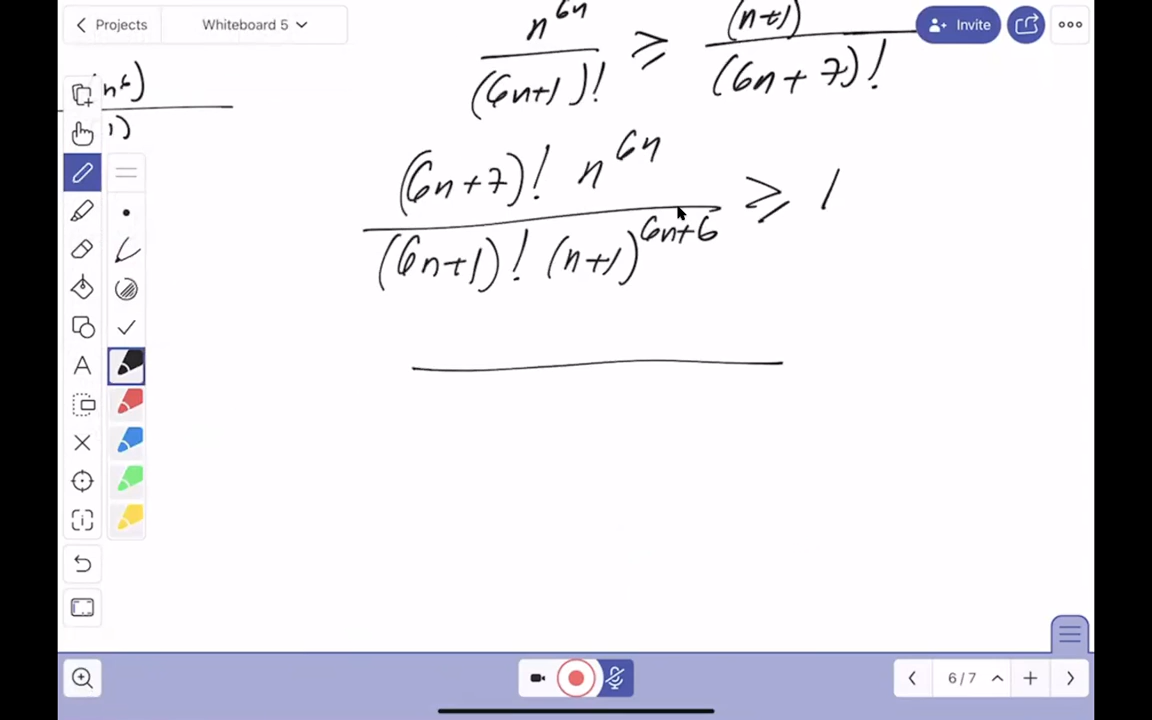 Projects
Whiteboard 5
Invite
n^6)
1)
n^{6n} / (6n+1)! ≥ (n+1) / (6n+7)!
(6n+7)! n^{6n} / (6n+1)! (n+1)^{6n+6} ≥ 1
A
6 / 7